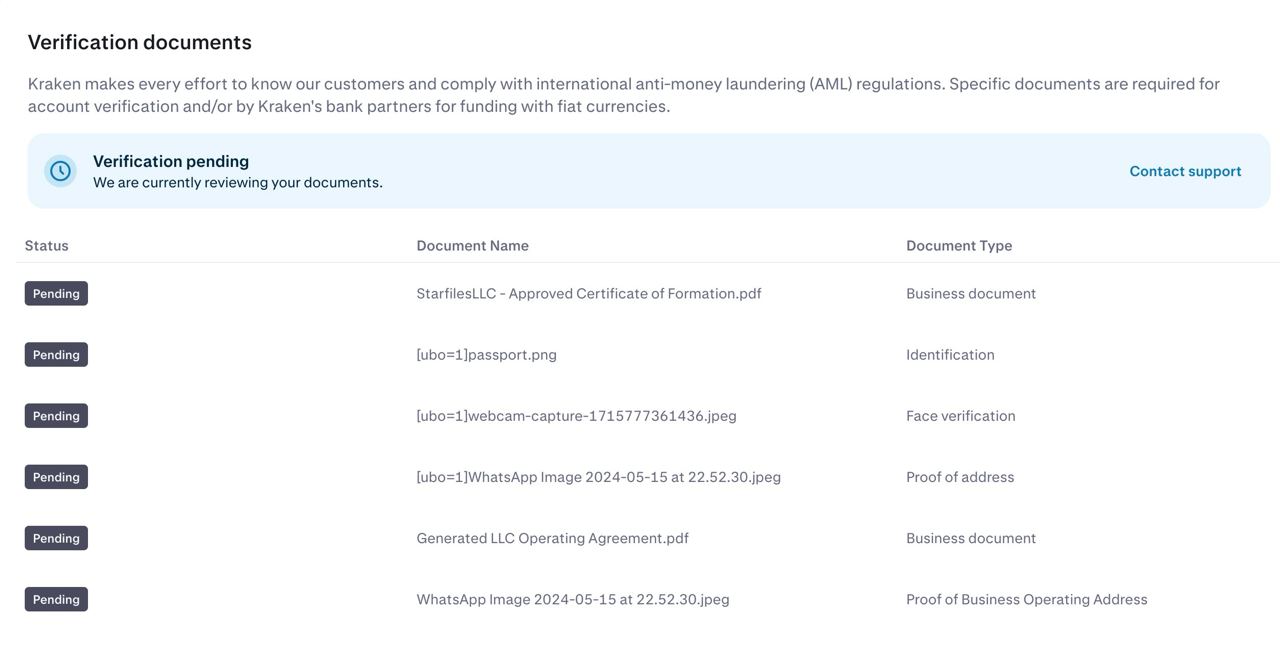 Verification documents
Kraken makes every effort to know our customers and comply with international anti-money laundering (AML) regulations. Specific documents are required for
account verification and/or by Kraken's bank partners for funding with fiat currencies.
Verification pending
We are currently reviewing your documents.
Contact support
Status Document Name Document Type
Pending StarfilesLLC - Approved Certificate of Formation.pdf Business document
Pending [ubo=1]passport.png Identification
Pending [ubo=1]webcam-capture-1715777361436.jpeg Face verification
Pending [ubo=1]WhatsApp Image 2024-05-15 at 22.52.30.jpeg Proof of address
Pending Generated LLC Operating Agreement.pdf Business document
Pending WhatsApp Image 2024-05-15 at 22.52.30.jpeg Proof of Business Operating Address